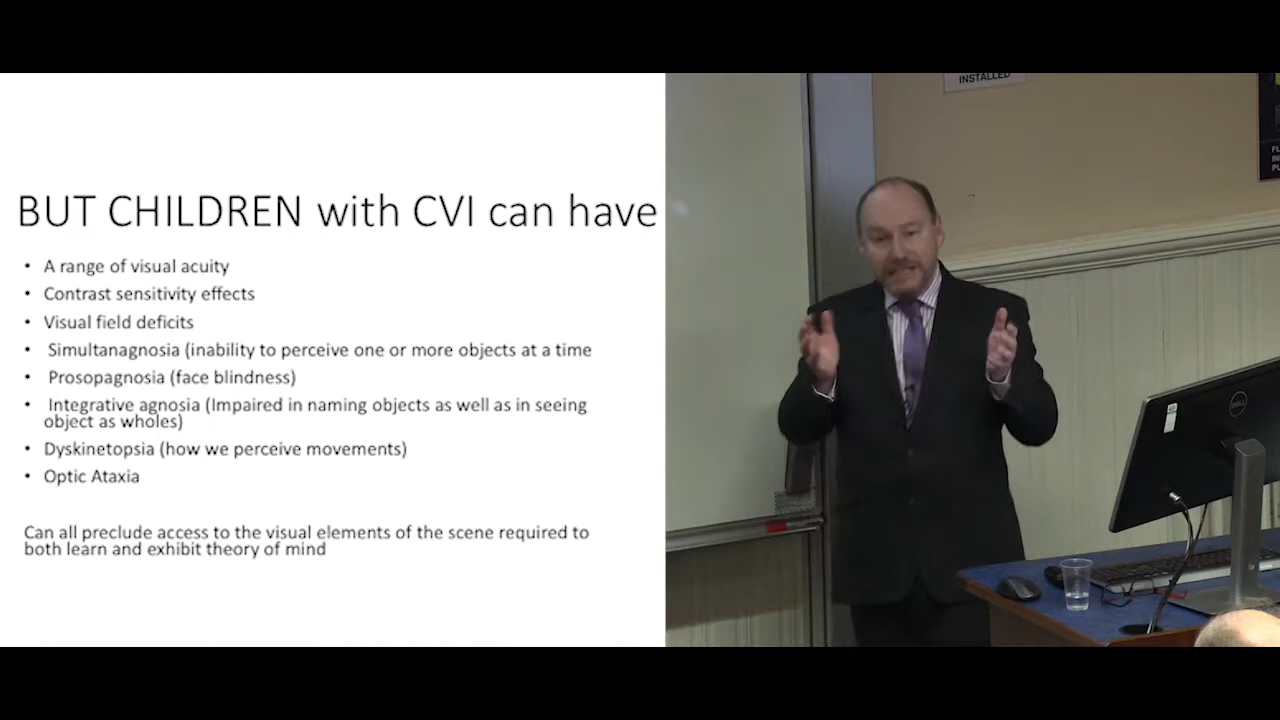 BUT CHILDREN with CVI can have
• A range of visual acuity
• Contrast sensitivity effects
• Visual field deficits
• Simultanagnosia (inability to perceive one or more objects at a time
• Prosopagnosia (face blindness)
• Integrative agnosia (Impaired in naming objects as well as in seeing
object as wholes)
• Dyskinetopsia (how we perceive movements)
• Optic Ataxia
Can all preclude access to the visual elements of the scene required to
both learn and exhibit theory of mind
INSTALLED
DELL